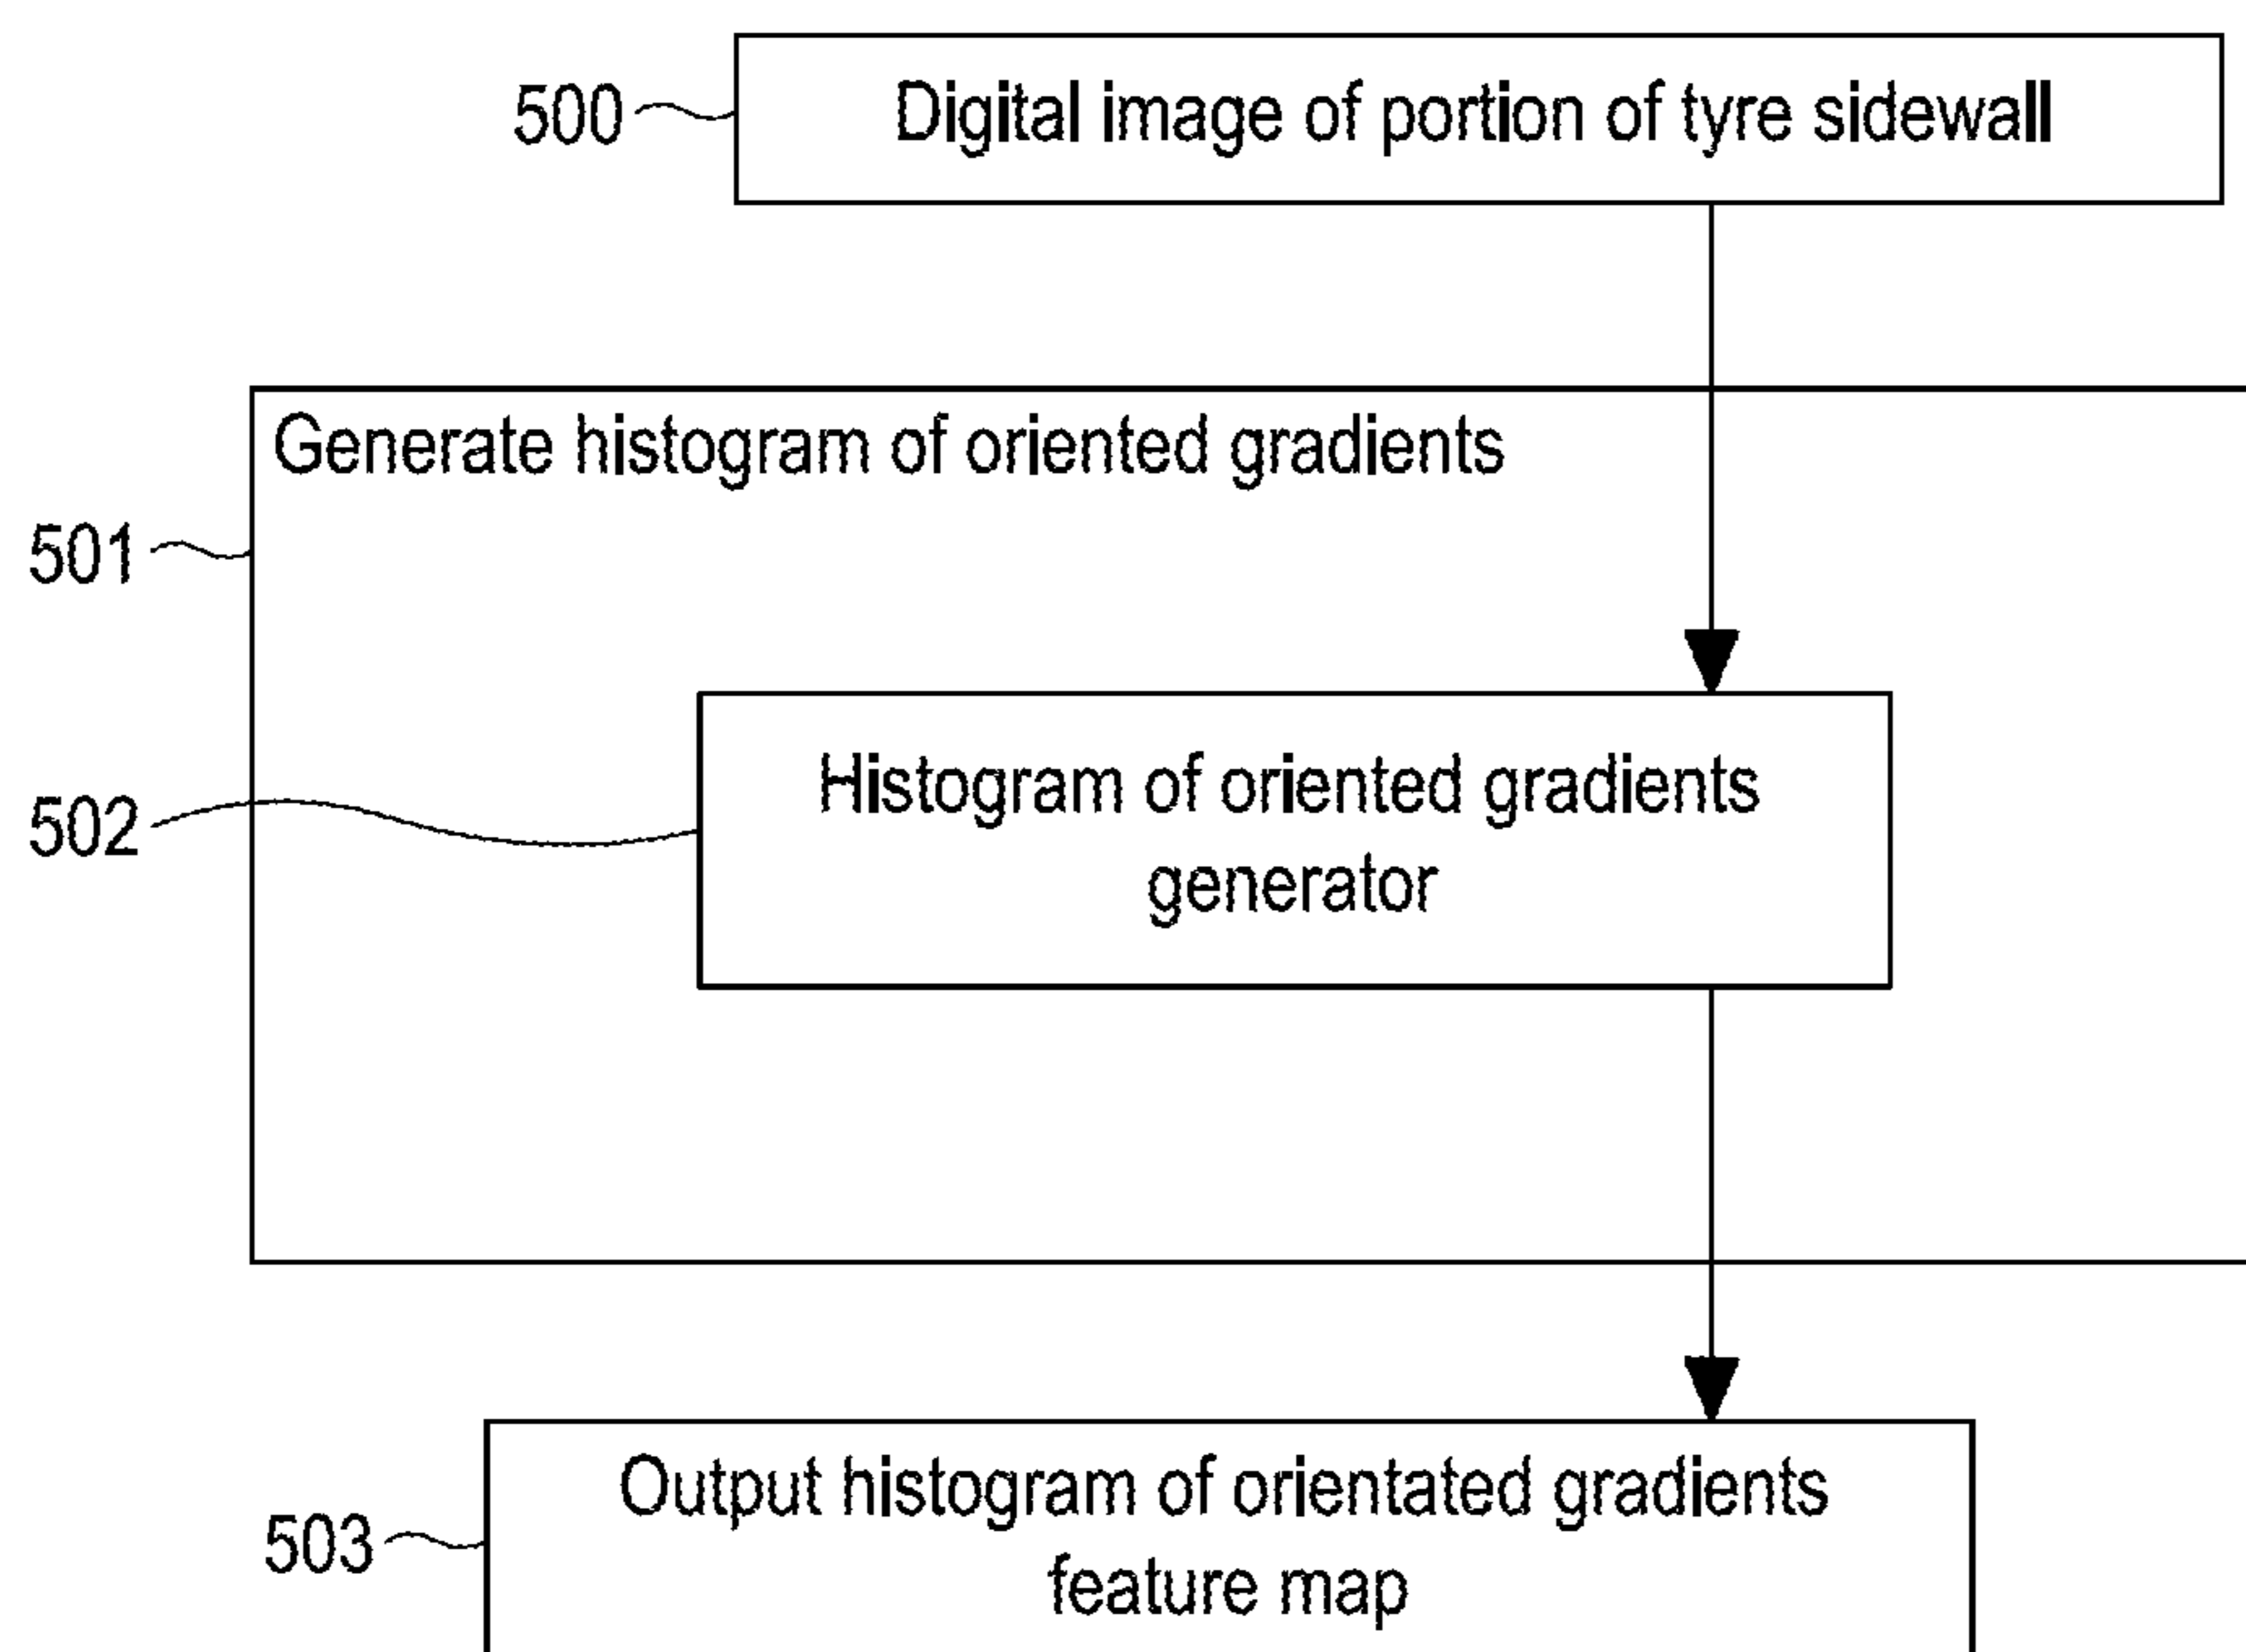 500
Digital image of portion of tyre sidewall
Generate histogram of oriented gradients
501
502
Histogram of oriented gradients
generator
503
Output histogram of orientated gradients
feature map